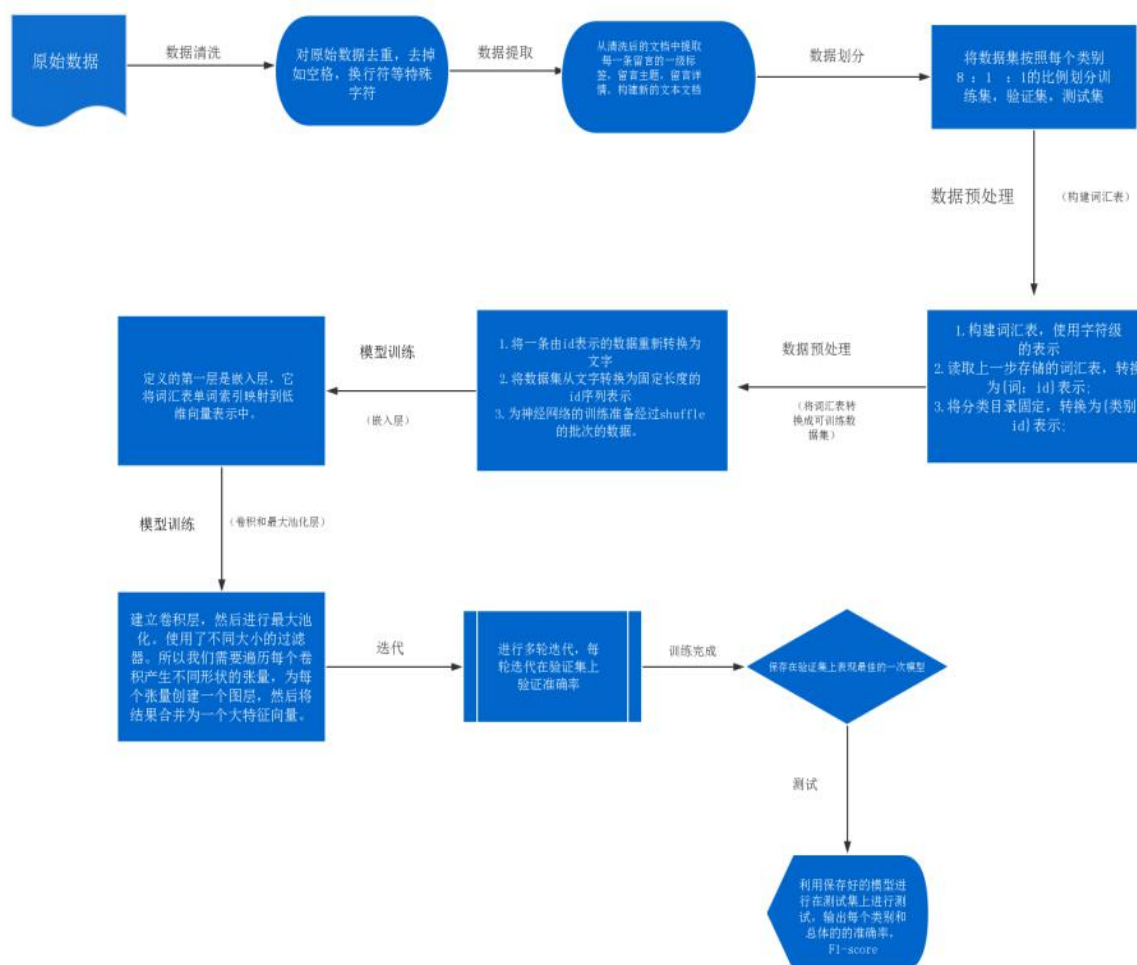 原始数据
数据清洗
对原始数据去重，去掉
如空格，换行符等特殊
字符
数据提取
从清洗后的文档中提取
每一条留言的一级标
签，留言主题，留言详
情，构建新的文本文档
数据划分
将数据集按照每个类别
8 : 1 : 1的比例划分训
练集，验证集，测试集
数据预处理
（构建词汇表）
1.构建词汇表，使用字符级
的表示
2.读取上一步存储的词汇表，转换
为{词：id}表示;
3.将分类目录固定，转换为{类别
id}表示;
数据预处理
（将词汇表转
换成可训练数
据集）
1.将一条由id表示的数据重新转换为
文字
2.将数据集从文字转换为固定长度的
id序列表示
3.为神经网络的训练准备经过shuffle
的批次的数据。
模型训练
（嵌入层）
定义的第一层是嵌入层，它
将词汇表单词索引映射到低
维向量表示中。
模型训练
（卷积和最大池化层）
建立卷积层，然后进行最大池
化。使用了不同大小的过滤
器。所以我们需要遍历每个卷
积产生不同形状的张量，为每
个张量创建一个图层，然后将
结果合并为一个大特征向量。
迭代
进行多轮迭代，每
轮迭代在验证集上
验证准确率
训练完成
保存在验证集上表现最佳的一次模型
测试
利用保存好的模型进
行在测试集上进行测
试，输出每个类别和
总体的的准确率，
F1-score